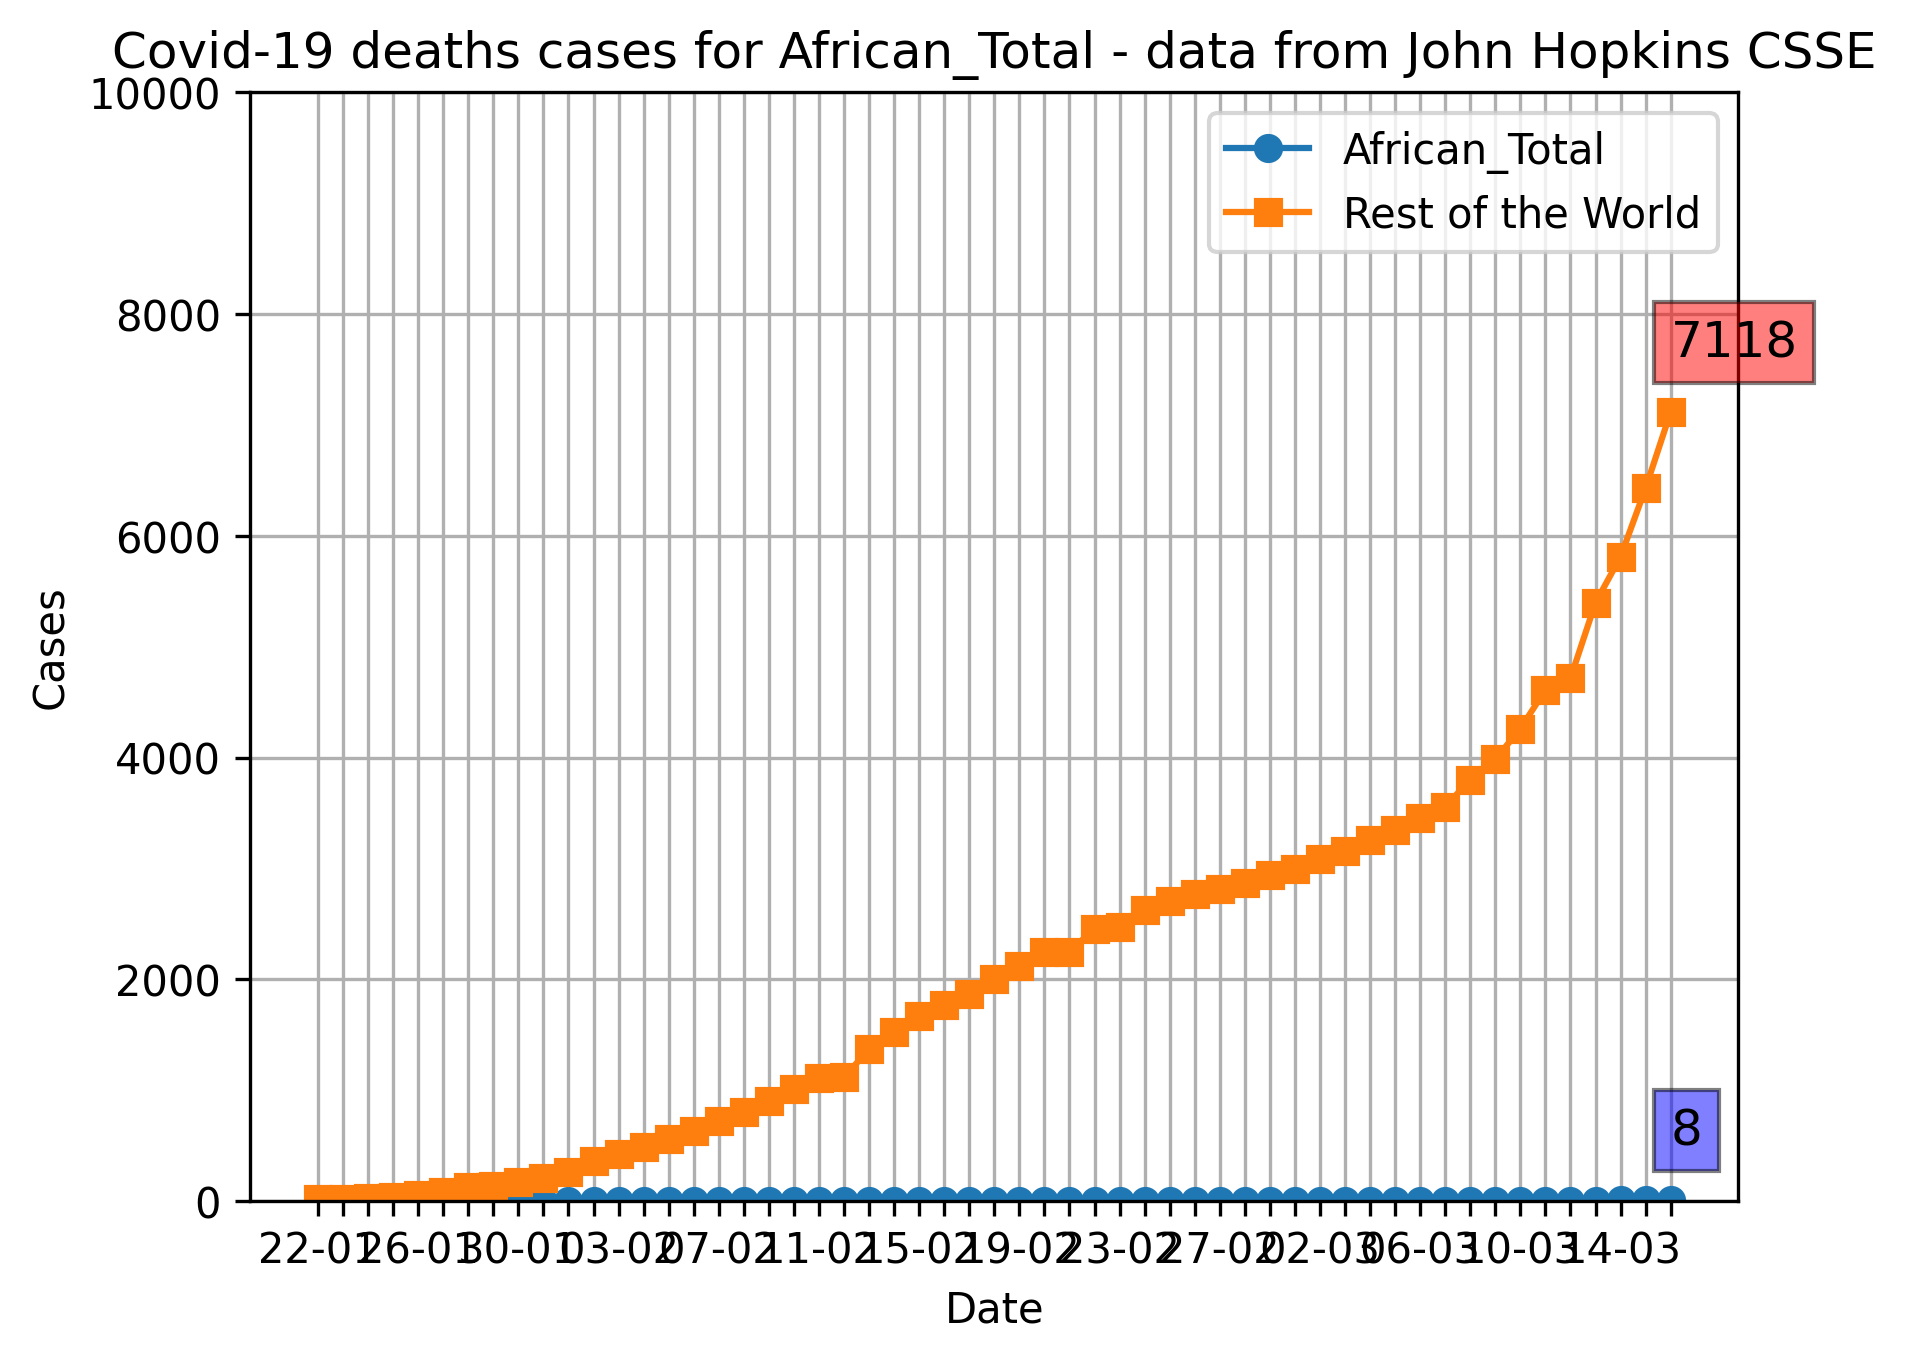 Covid-19 deaths cases for African_Total - data from John Hopkins CSSE
10000
8000
6000
4000
2000
0
Cases
African_Total
Rest of the World
7118
8
22-01 26-01 30-01 03-02 07-02 11-02 15-02 19-02 23-02 27-02 02-03 06-03 10-03 14-03
Date